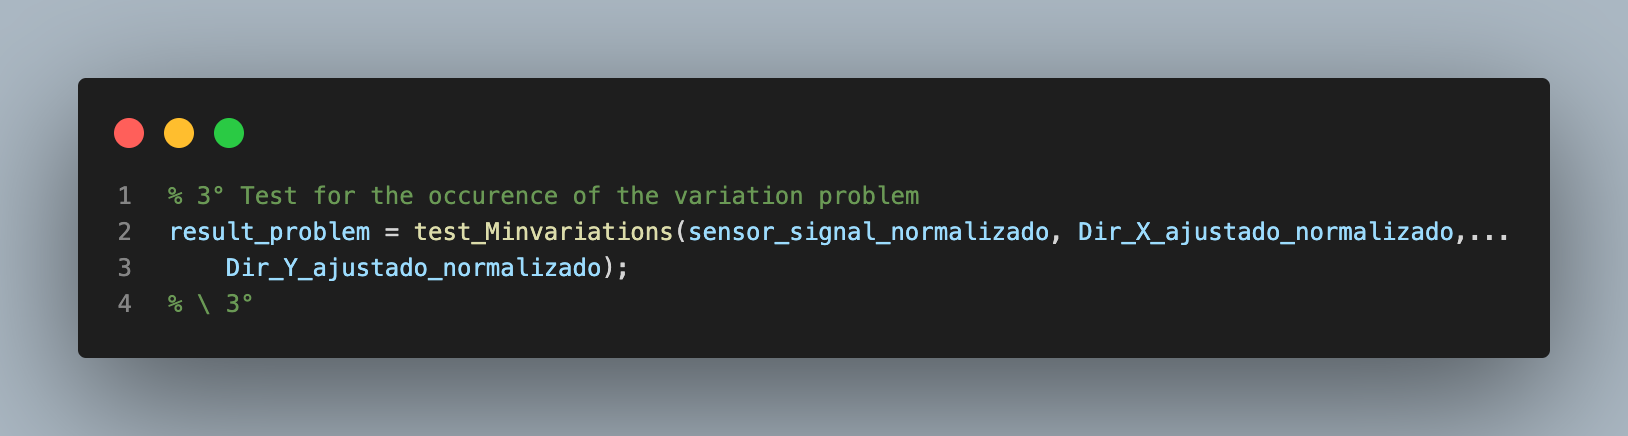 1 % 3° Test for the occurence of the variation problem
2 result_problem = test_Minvariations(sensor_signal_normalizado, Dir_X_ajustado_normalizado,...
3     Dir_Y_ajustado_normalizado);
4 % \ 3°